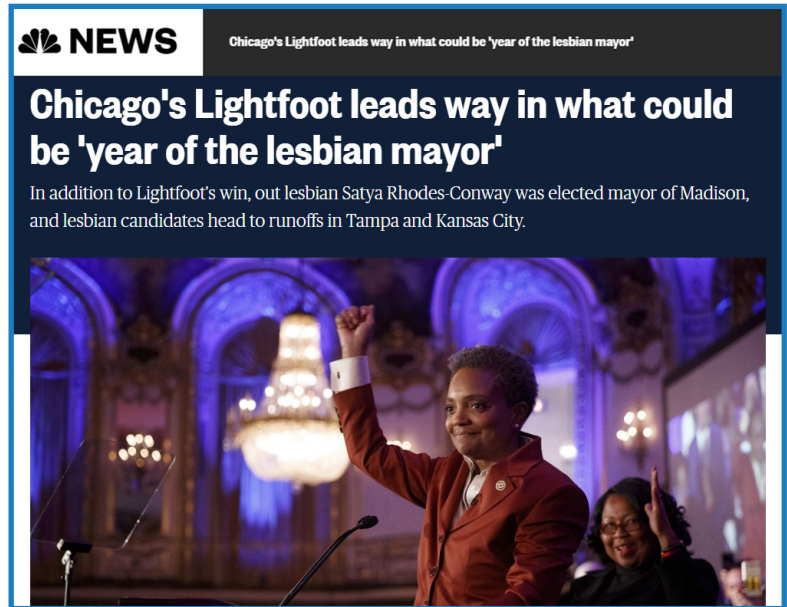 NEWS
Chicago's Lightfoot leads way in what could be 'year of the lesbian mayor'
Chicago's Lightfoot leads way in what could
be 'year of the lesbian mayor'
In addition to Lightfoot's win, out lesbian Satya Rhodes-Conway was elected mayor of Madison,
and lesbian candidates head to runoffs in Tampa and Kansas City.